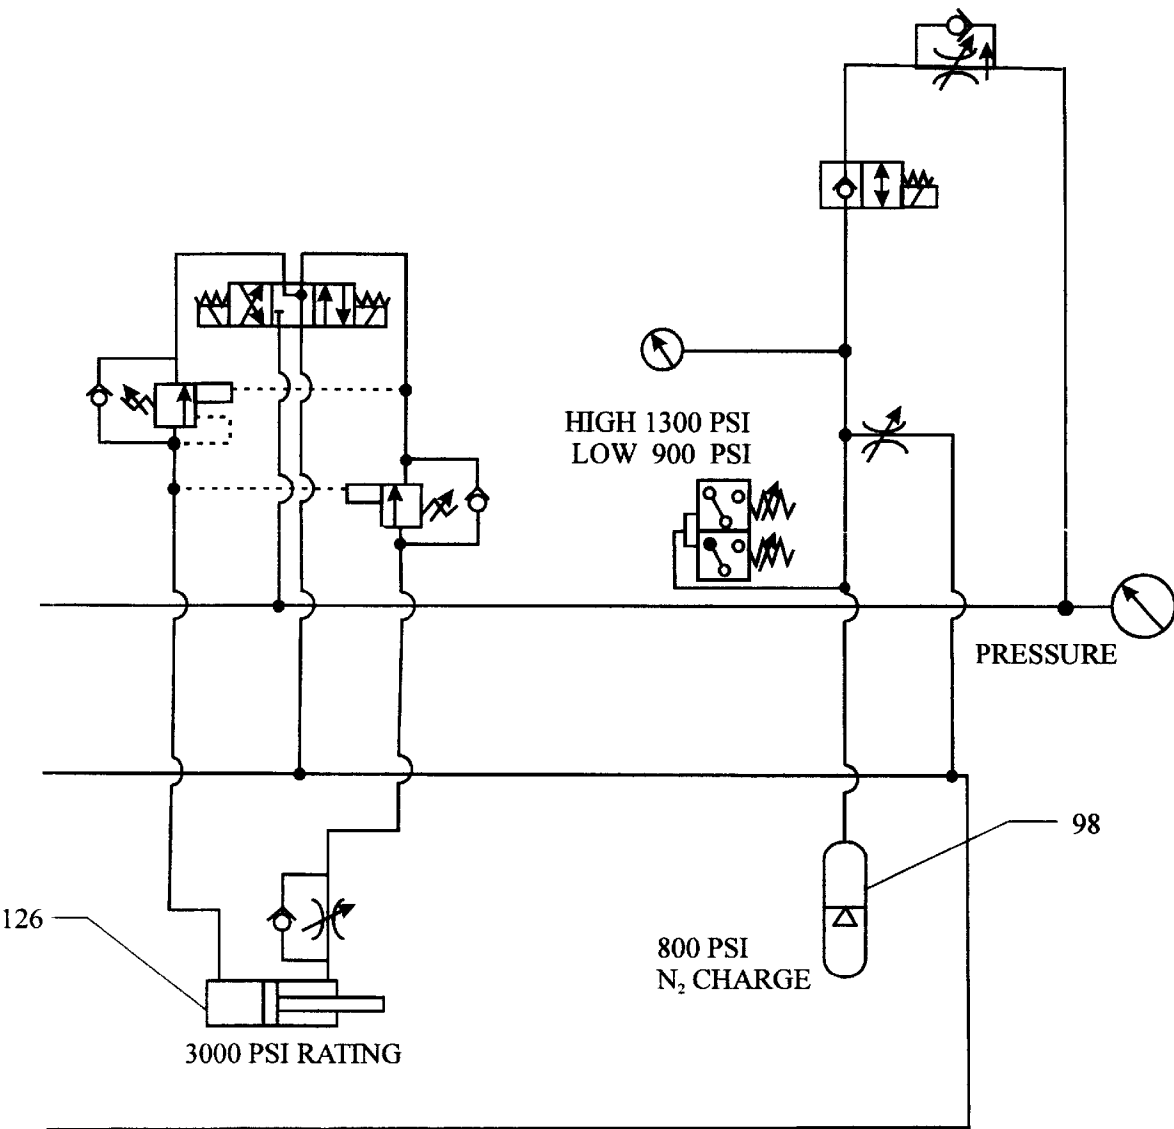 HIGH 1300 PSI
LOW 900 PSI
PRESSURE
98
126
800 PSI
N₂ CHARGE
3000 PSI RATING